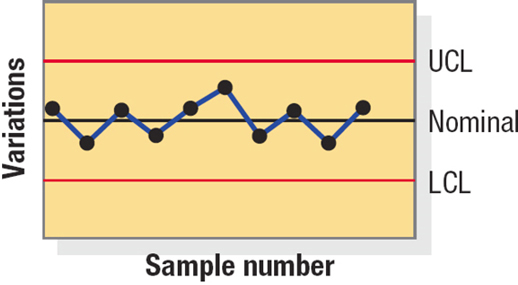 UCL
Variations
Nominal
LCL
Sample number